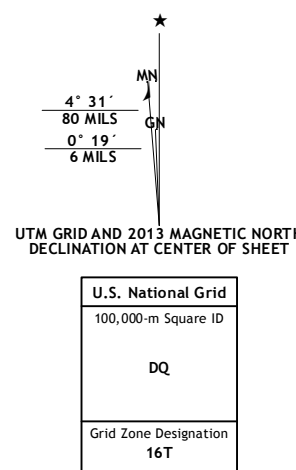 ★
MN
4° 31´
80 MILS
GN
0° 19´
6 MILS
UTM GRID AND 2013 MAGNETIC NORTH
DECLINATION AT CENTER OF SHEET
U.S. National Grid
100,000-m Square ID
DQ
Grid Zone Designation
16T